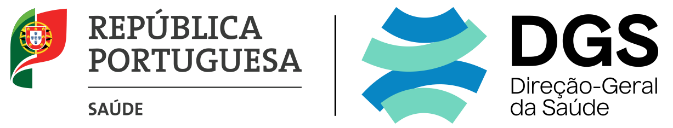 REPÚBLICA
PORTUGUESA
SAÚDE
DGS
Direção-Geral
da Saúde